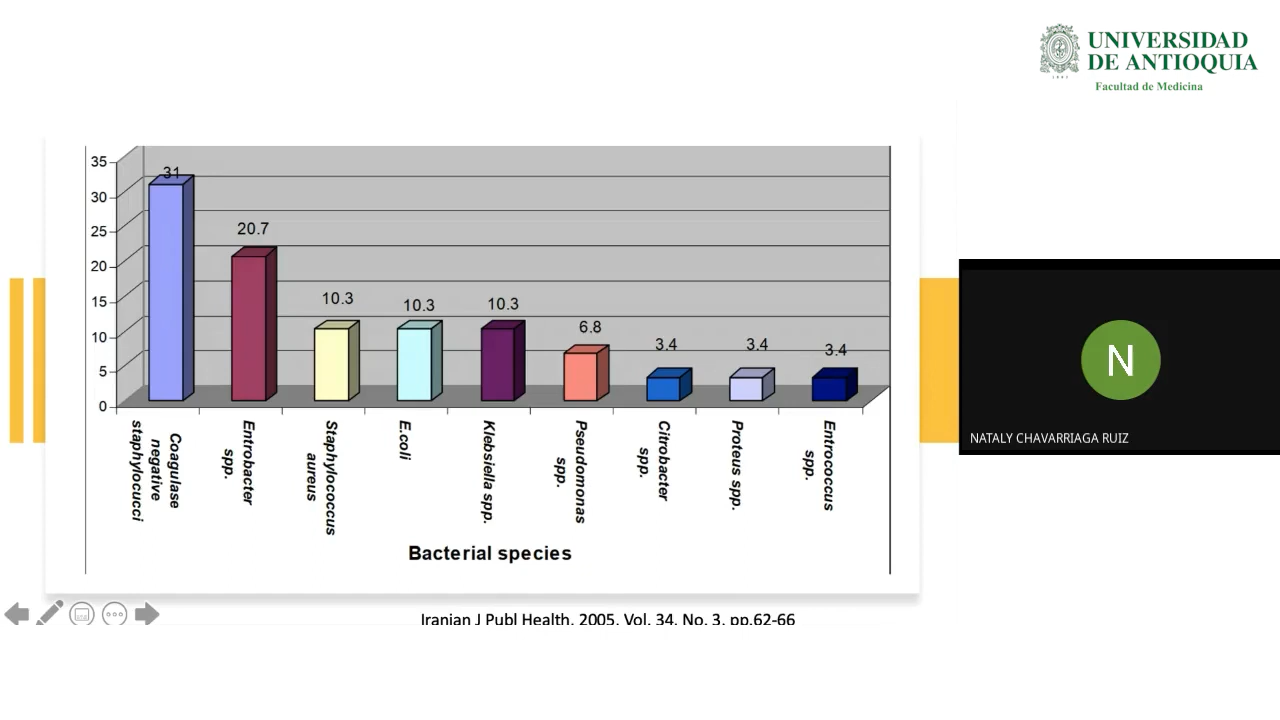 UNIVERSIDAD
DE ANTIOQUIA
1803
Facultad de Medicina
35
30
25
20
15
10
5
0
31
20.7
10.3
10.3
10.3
6.8
3.4
3.4
3.4
Coagulase
negative
staphylocucci
Entrobacter
spp.
Staphylococcus
aureus
E.coli
Klebsiella spp.
Pseudomonas
spp.
Citrobacter
spp.
Proteus spp.
Entrococcus
spp.
Bacterial species
Iranian J Publ Health, 2005, Vol. 34, No. 3, pp.62-66
N
NATALY CHAVARRIAGA RUIZ